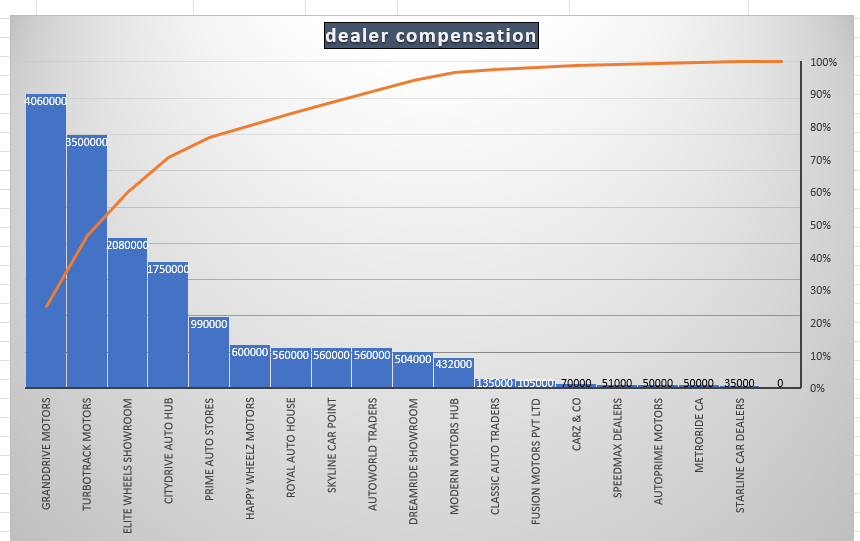 dealer compensation
100%
90%
80%
70%
60%
50%
40%
30%
20%
10%
0%
4060000
3500000
2080000
1750000
990000
600000
560000
560000
560000
504000
432000
135000
105000
70000
51000
50000
50000
35000
0
GRANDDRIVE MOTORS
TURBOTRACK MOTORS
ELITE WHEELS SHOWROOM
CITYDRIVE AUTO HUB
PRIME AUTO STORES
HAPPY WHEELZ MOTORS
ROYAL AUTO HOUSE
SKYLINE CAR POINT
AUTOWORLD TRADERS
DREAMRIDE SHOWROOM
MODERN MOTORS HUB
CLASSIC AUTO TRADERS
FUSION MOTORS PVT LTD
CARZ & CO
SPEEDMAX DEALERS
AUTOPRIME MOTORS
METRORIDE CA
STARLINE CAR DEALERS